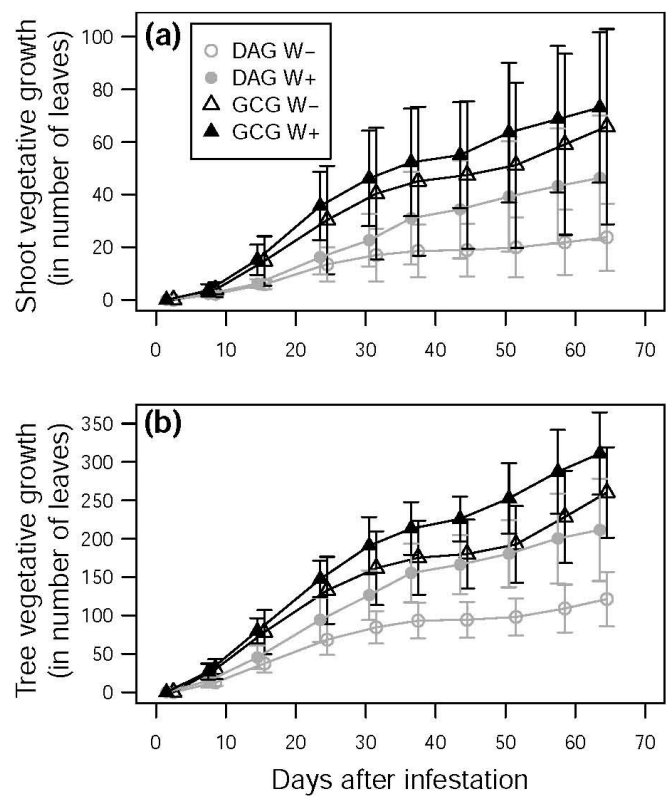 (a)
DAG W−
DAG W+
GCG W−
GCG W+
Shoot vegetative growth
(in number of leaves)
100
80
60
40
20
0
0 10 20 30 40 50 60 70
(b)
Tree vegetative growth
(in number of leaves)
350
300
250
200
150
100
50
0
0 10 20 30 40 50 60 70
Days after infestation